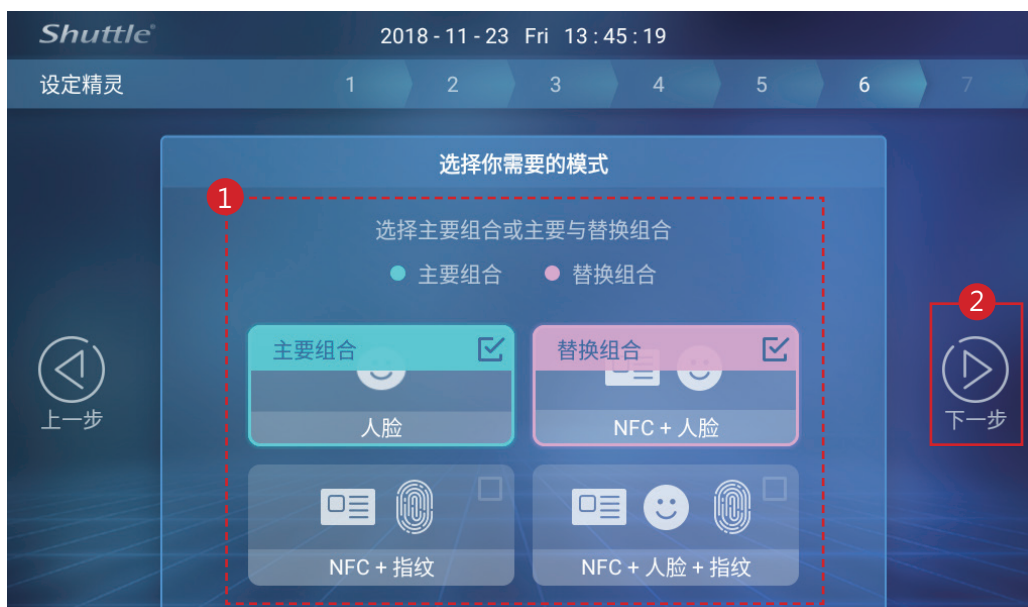 Shuttle® 2018-11-23 Fri 13:45:19
设定精灵 1 2 3 4 5 6 7
选择你需要的模式
1
选择主要组合或主要与替换组合
主要组合 替换组合
2
主要组合 替换组合
人脸 NFC + 人脸
上一步 下一步
NFC + 指纹 NFC + 人脸 + 指纹